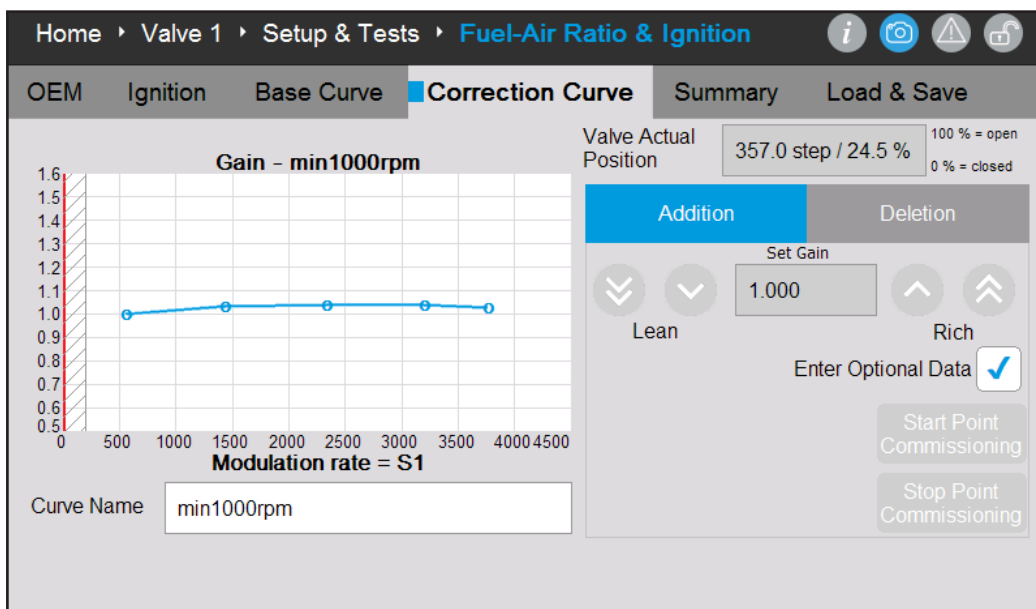 Home ‣ Valve 1 ‣ Setup & Tests ‣ Fuel-Air Ratio & Ignition
OEM Ignition Base Curve Correction Curve Summary Load & Save
Gain - min1000rpm
1.6
1.5
1.4
1.3
1.2
1.1
1.0
0.9
0.8
0.7
0.6
0.5
0 500 1000 1500 2000 2500 3000 3500 4000 4500
Modulation rate = S1
Curve Name min1000rpm
Valve Actual
Position
357.0 step / 24.5 %
100 % = open
0 % = closed
Addition Deletion
Set Gain
1.000
Lean Rich
Enter Optional Data
Start Point
Commissioning
Stop Point
Commissioning